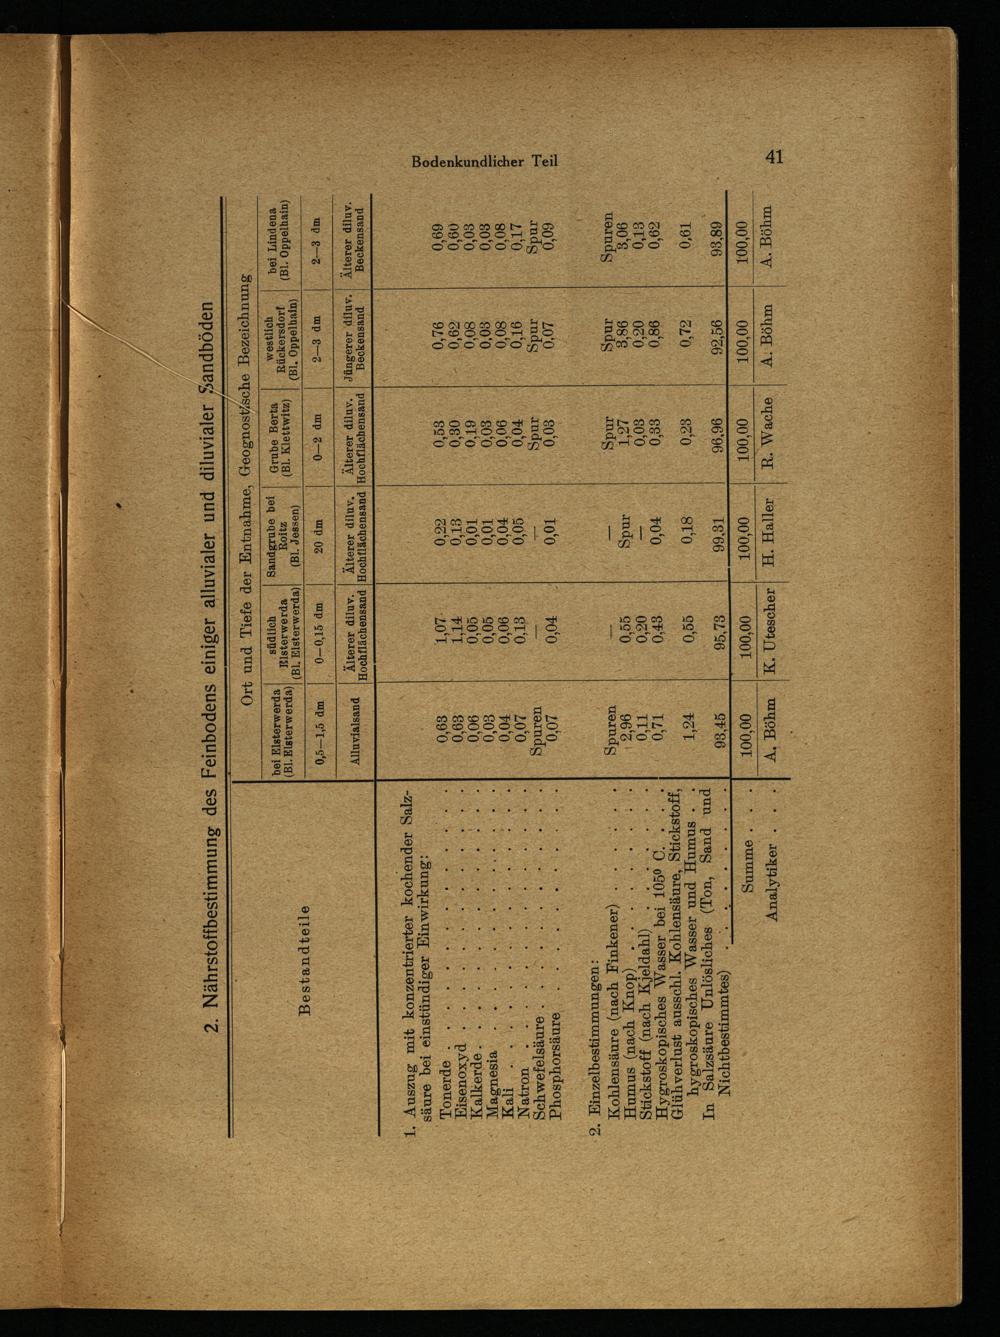 Bodenkundlicher Teil 41
2. Nährstoffbestimmung des Feinbodens einiger alluvialer und diluvialer Sandböden
Bestandteile
Ort und Tiefe der Entnahme, Geognostische Bezeichnung
bei Elsterwerda südlich Sandgrube bei Grube Berta westlich bei Lindena
(Bl. Elsterwerda) Elsterwerda Roitz (Bl. Klettwitz) Rückersdorf (Bl. Oppelhain)
(Bl. Elsterwerda) (Bl. Jessen) (Bl. Oppelhain)
0,5—1,5 dm 0—0,15 dm 20 dm 0—2 dm 2—3 dm 2—3 dm
Alluvialsand Älterer diluv. Älterer diluv. Älterer diluv. Jüngerer diluv. Älterer diluv.
Hochflächensand Hochflächensand Hochflächensand Beckensand Beckensand
1. Auszug mit konzentrierter kochender Salz-
säure bei einstündiger Einwirkung:
Tonerde . . . . . . . . . 0,63 1,07 0,22 0,53 0,76 0,69
Eisenoxyd . . . . . . . . 0,63 1,14 0,13 0,30 0,62 0,60
Kalkerde . . . . . . . . . 0,06 0,05 0,01 0,19 0,08 0,03
Magnesia . . . . . . . . 0,03 0,05 0,01 0,03 0,03 0,03
Kali . . . . . . . . . . 0,04 0,06 0,04 0,06 0,08 0,08
Natron . . . . . . . . . 0,07 0,13 0,05 0,04 0,16 0,17
Schwefelsäure . . . . . . . Spuren — — Spur Spur Spur
Phosphorsäure . . . . . . . 0,07 0,04 0,01 0,03 0,07 0,09
2. Einzelbestimmungen:
Kohlensäure (nach Finkener) . . . . . Spuren — — Spur Spur Spuren
Humus (nach Knop) . . . . . . 2,96 0,55 Spur 1,27 3,86 3,06
Stickstoff (nach Kjeldahl) . . . . . 0,11 0,20 — 0,03 0,20 0,13
Hygroskopisches Wasser bei 105⁰ C. . . . 0,71 0,43 0,04 0,33 0,86 0,62
Glühverlust ausschl. Kohlensäure, Stickstoff,
hygroskopisches Wasser und Humus . . 1,24 0,55 0,18 0,23 0,72 0,61
In Salzsäure Unlösliches (Ton, Sand und
Nichtbestimmtes) . . . . . . . 93,45 95,73 99,31 96,96 92,56 93,89
Summe . . . 100,00 100,00 100,00 100,00 100,00 100,00
Analytiker . . . A. Böhm K. Utescher H. Haller R. Wache A. Böhm A. Böhm